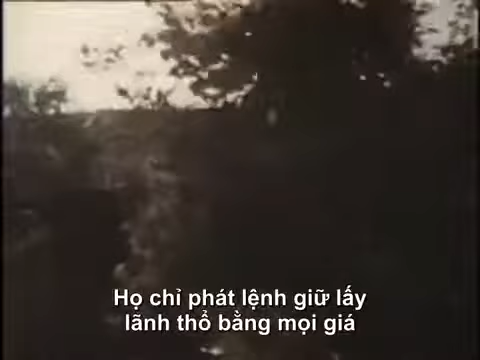 Họ chỉ phát lệnh giữ lấy
lãnh thổ bằng mọi giá